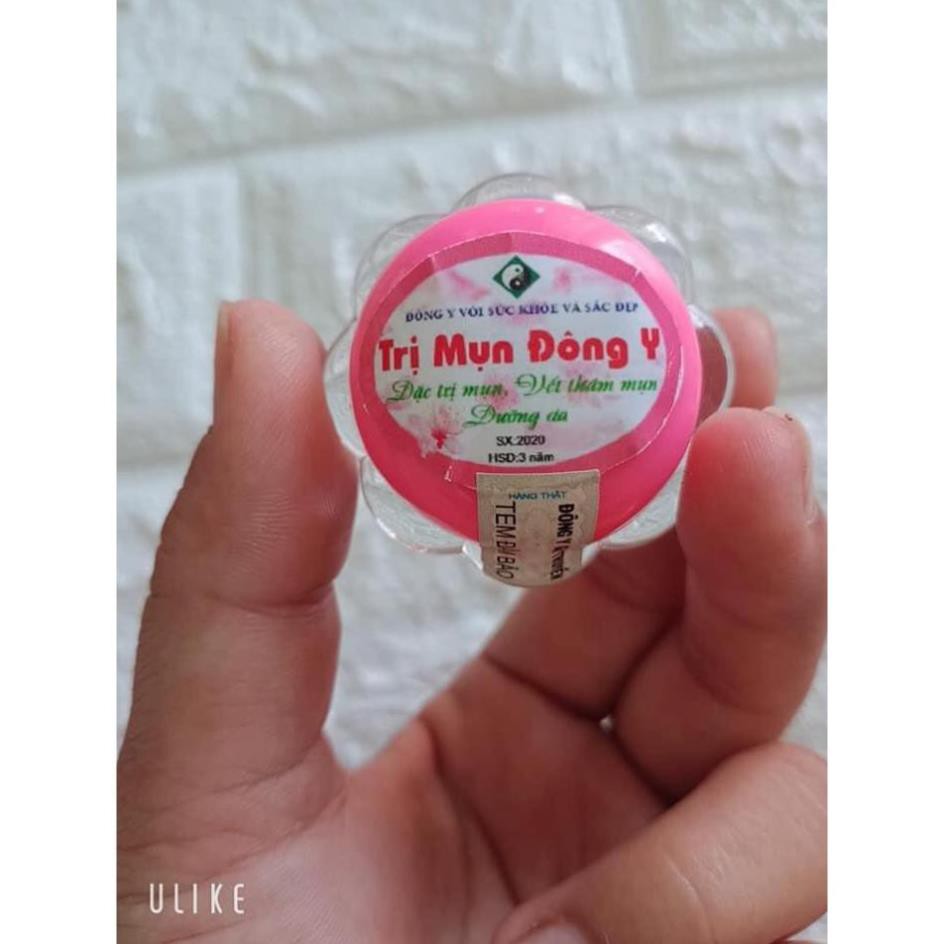 ĐÔNG Y VỚI SỨC KHỎE VÀ SẮC ĐẸP
Trị Mụn Đông Y
Đặc trị mụn, Vết thâm mụn
Dưỡng da
SX:2020
HSD:3 năm
HÀNG THẬT
TEM ĐẢM BẢO
ĐÔNG Y
ULIKE